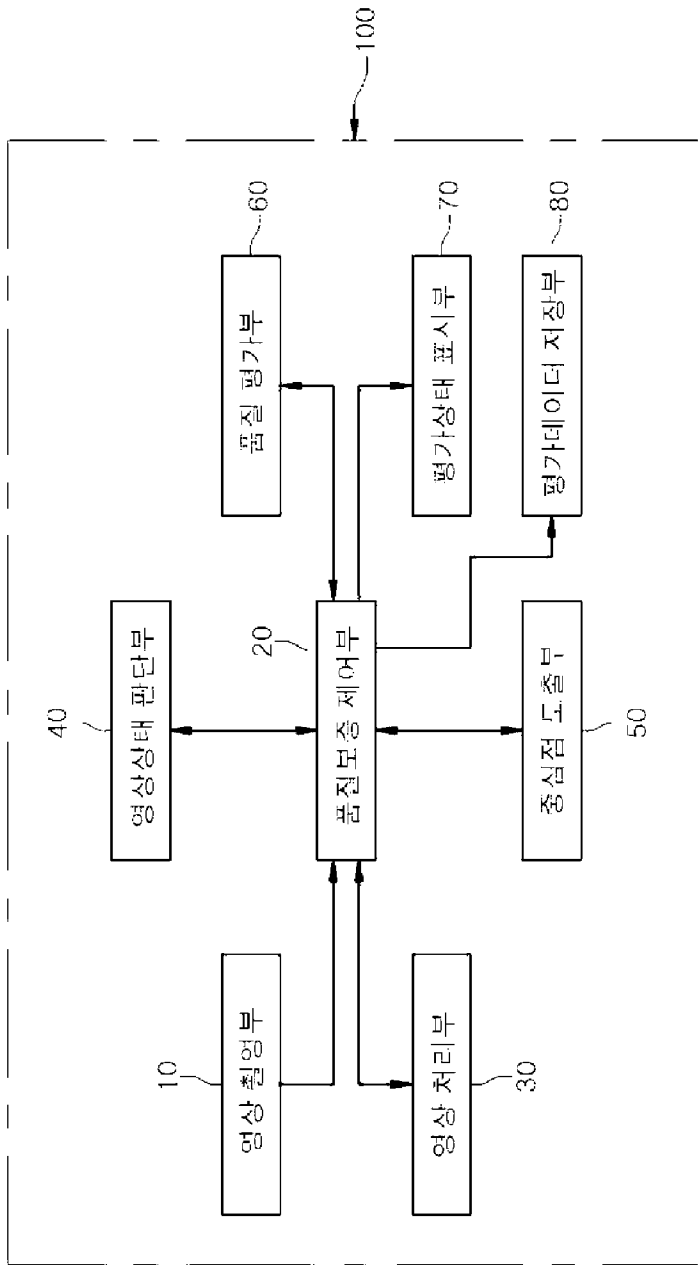 100
40
영상상태 판단부
10
영상 촬영부
60
품질 평가부
20
품질보증 제어부
30
영상 처리부
70
평가상태 표시부
50
중심점 도출부
80
평가데이터 저장부